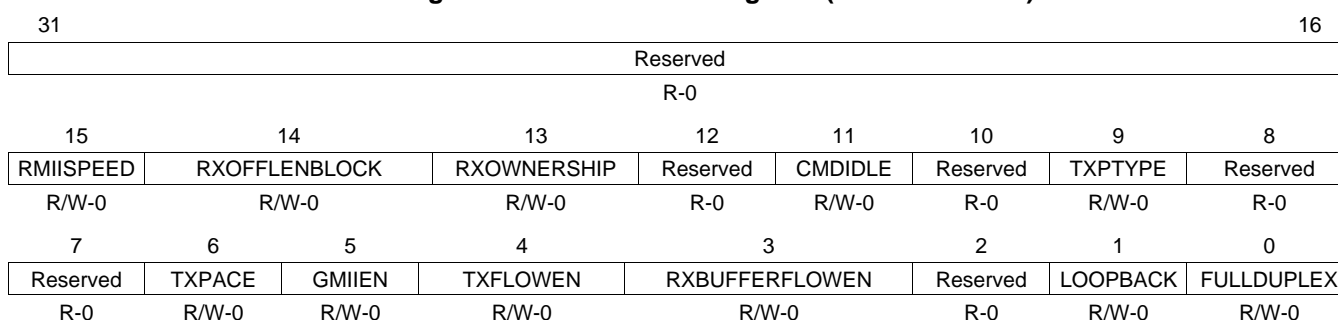 31 16
Reserved
R-0
15 14 13 12 11 10 9 8
RMIISPEED RXOFFLENBLOCK RXOWNERSHIP Reserved CMDIDLE Reserved TXPTYPE Reserved
R/W-0 R/W-0 R/W-0 R-0 R/W-0 R-0 R/W-0 R-0
7 6 5 4 3 2 1 0
Reserved TXPACE GMIIEN TXFLOWEN RXBUFFERFLOWEN Reserved LOOPBACK FULLDUPLEX
R-0 R/W-0 R/W-0 R/W-0 R/W-0 R-0 R/W-0 R/W-0